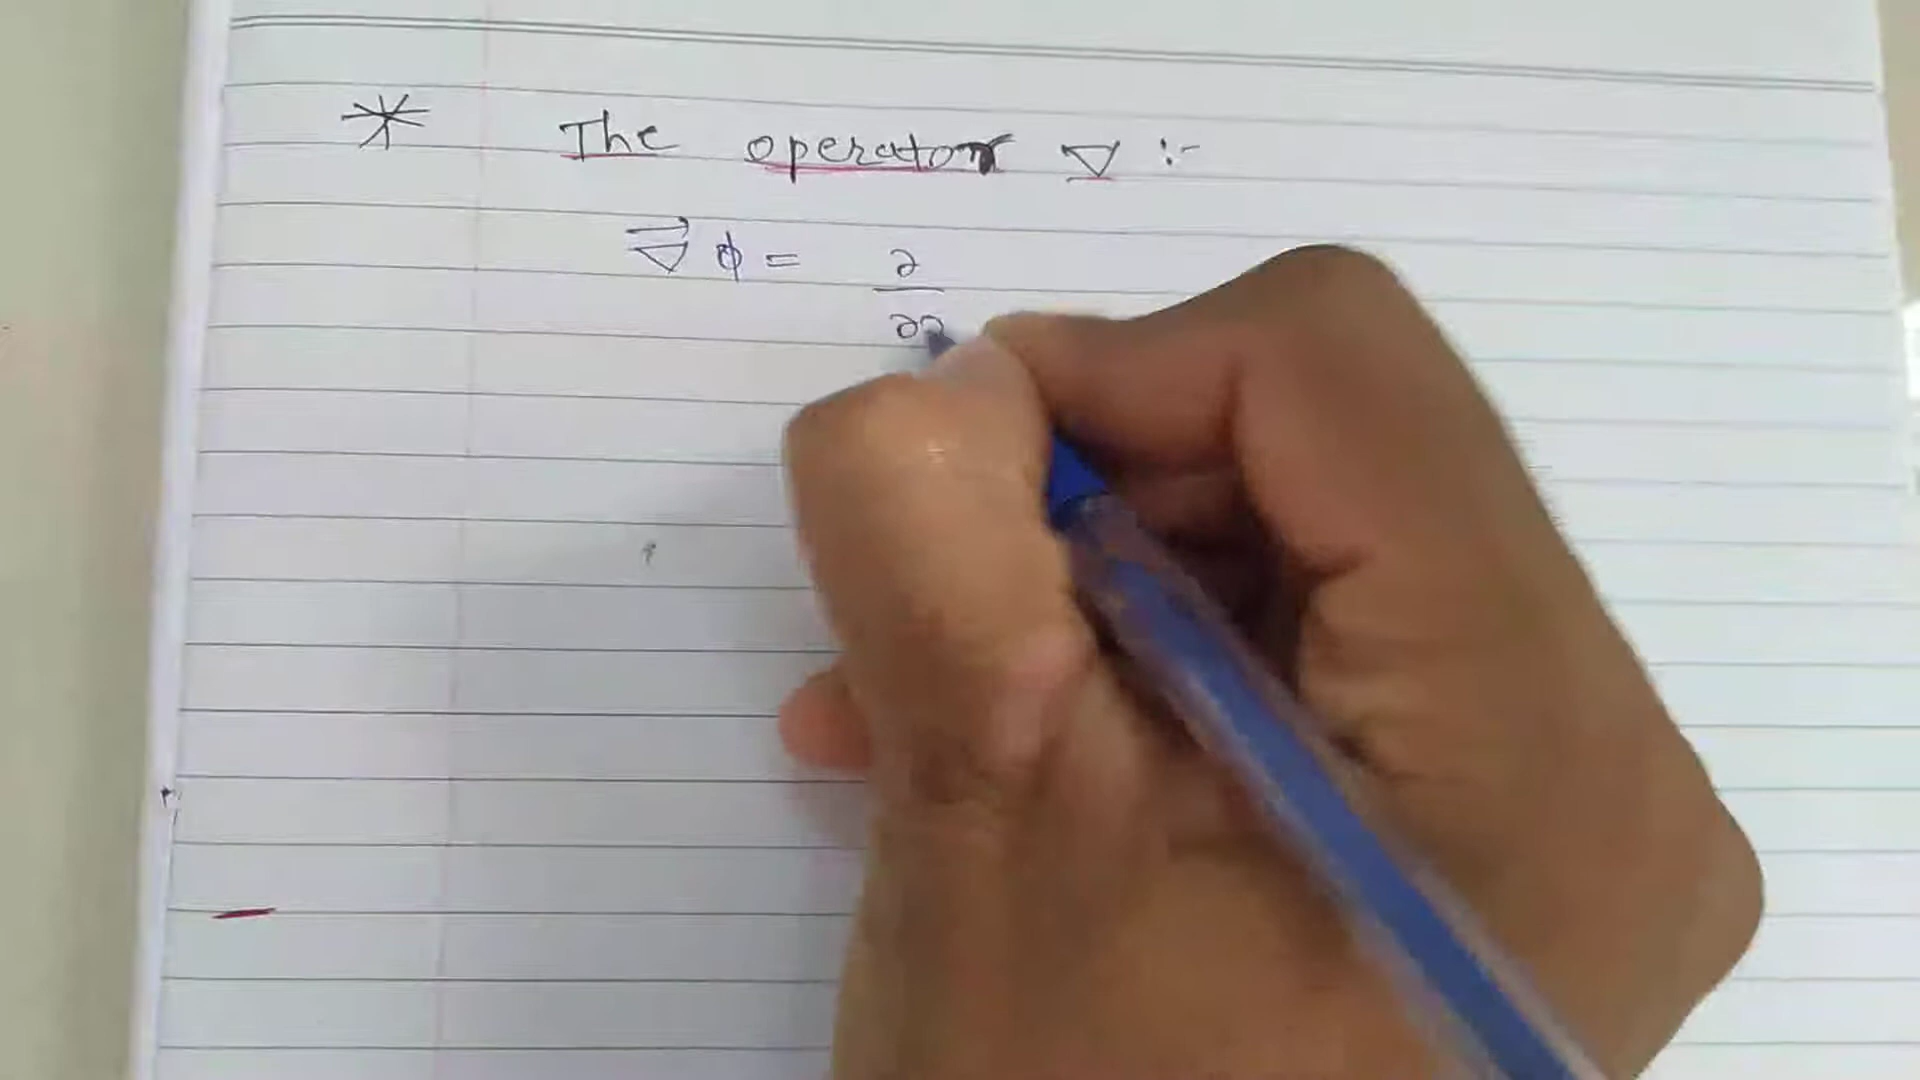 * The operator ∇ :-
∇⃗ ϕ = ∂
∂